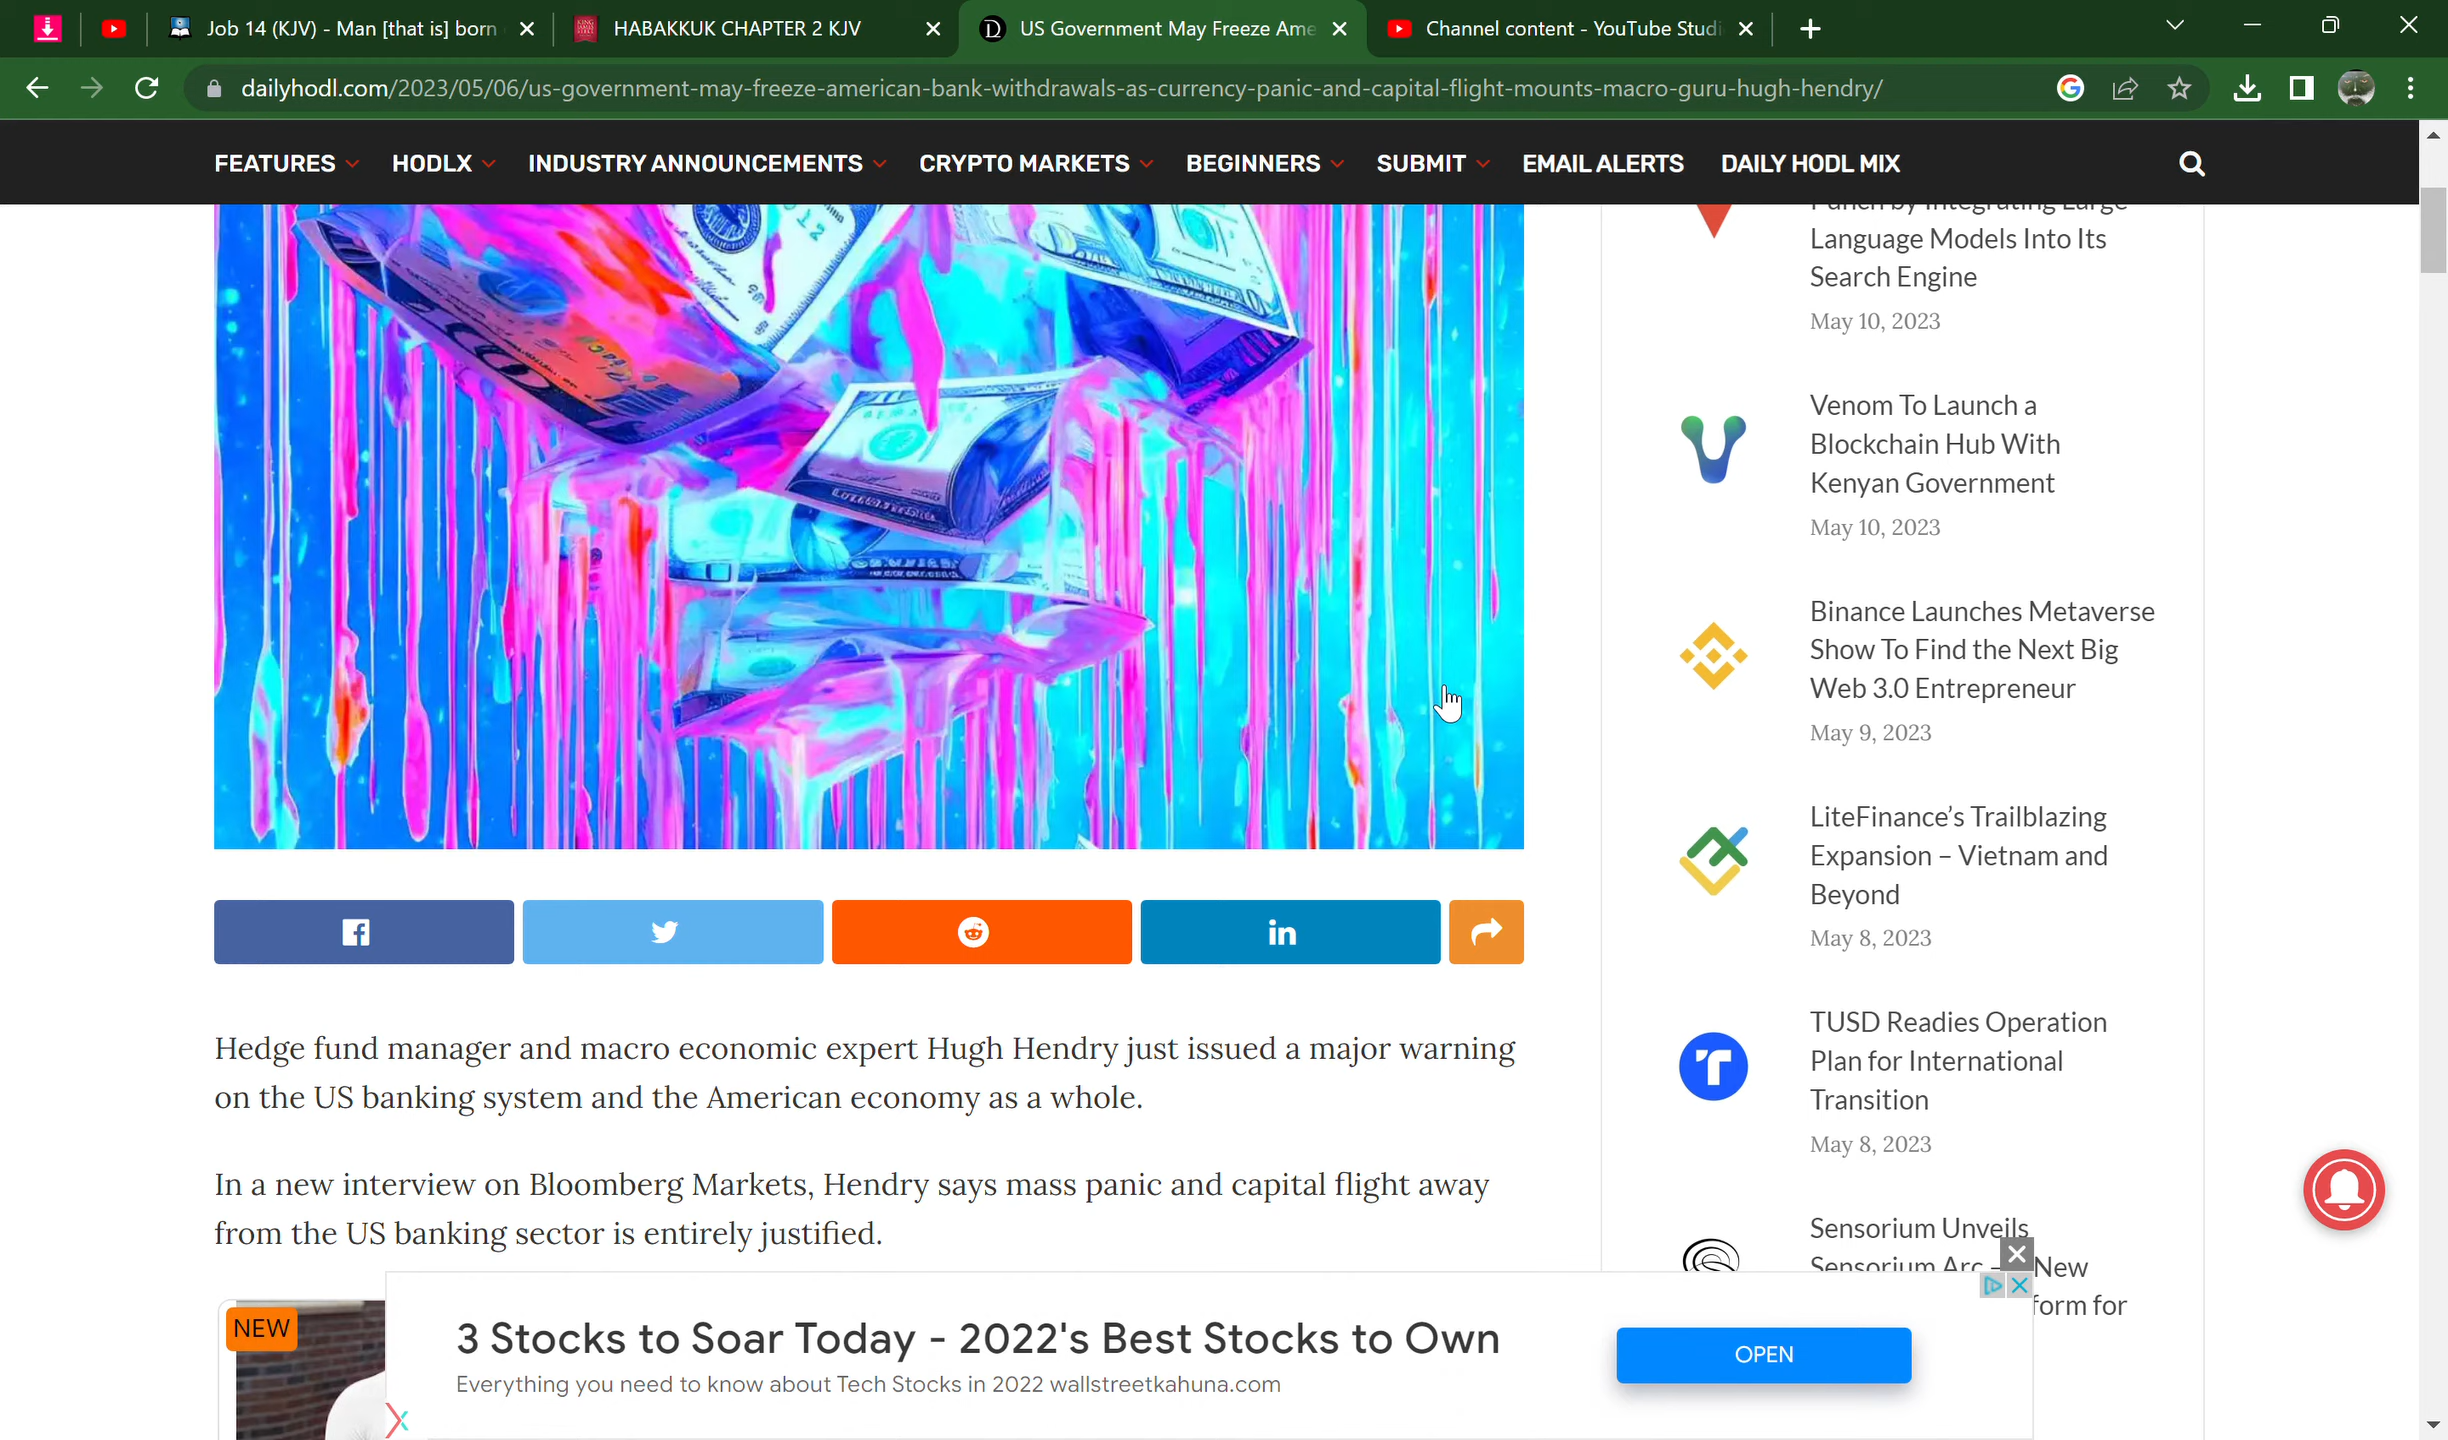 Job 14 (KJV) - Man [that is] born
HABAKKUK CHAPTER 2 KJV
US Government May Freeze Ame
Channel content - YouTube Studi
dailyhodl.com/2023/05/06/us-government-may-freeze-american-bank-withdrawals-as-currency-panic-and-capital-flight-mounts-macro-guru-hugh-hendry/
FEATURES HODLX INDUSTRY ANNOUNCEMENTS CRYPTO MARKETS BEGINNERS SUBMIT EMAIL ALERTS DAILY HODL MIX
Punch by Integrating Large
Language Models Into Its
Search Engine
May 10, 2023
Venom To Launch a
Blockchain Hub With
Kenyan Government
May 10, 2023
Binance Launches Metaverse
Show To Find the Next Big
Web 3.0 Entrepreneur
May 9, 2023
LiteFinance’s Trailblazing
Expansion – Vietnam and
Beyond
May 8, 2023
TUSD Readies Operation
Plan for International
Transition
May 8, 2023
Sensorium Unveils
Sensorium Arc – New
form for
in
Hedge fund manager and macro economic expert Hugh Hendry just issued a major warning
on the US banking system and the American economy as a whole.
In a new interview on Bloomberg Markets, Hendry says mass panic and capital flight away
from the US banking sector is entirely justified.
NEW
3 Stocks to Soar Today - 2022's Best Stocks to Own
Everything you need to know about Tech Stocks in 2022 wallstreetkahuna.com
OPEN